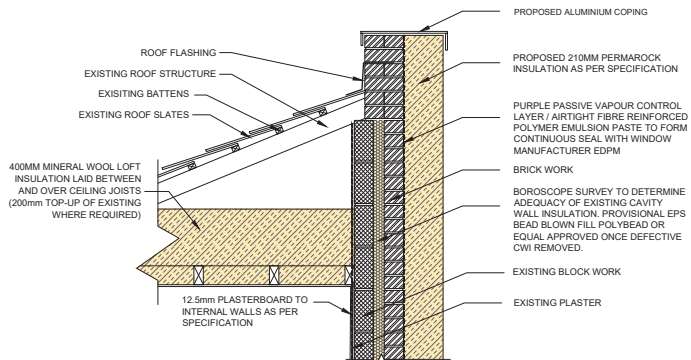 ROOF FLASHING
EXISTING ROOF STRUCTURE
EXISITING BATTENS
EXISTING ROOF SLATES
400MM MINERAL WOOL LOFT
INSULATION LAID BETWEEN
AND OVER CEILING JOISTS
(200mm TOP-UP OF EXISTING
WHERE REQUIRED)
12.5mm PLASTERBOARD TO
INTERNAL WALLS AS PER
SPECIFICATION
PROPOSED ALUMINIUM COPING
PROPOSED 210MM PERMAROCK
INSULATION AS PER SPECIFICATION
PURPLE PASSIVE VAPOUR CONTROL
LAYER / AIRTIGHT FIBRE REINFORCED
POLYMER EMULSION PASTE TO FORM
CONTINUOUS SEAL WITH WINDOW
MANUFACTURER EDPM
BRICK WORK
BOROSCOPE SURVEY TO DETERMINE
ADEQUACY OF EXISTING CAVITY
WALL INSULATION. PROVISIONAL EPS
BEAD BLOWN FILL POLYBEAD OR
EQUAL APPROVED ONCE DEFECTIVE
CWI REMOVED.
EXISTING BLOCK WORK
EXISTING PLASTER